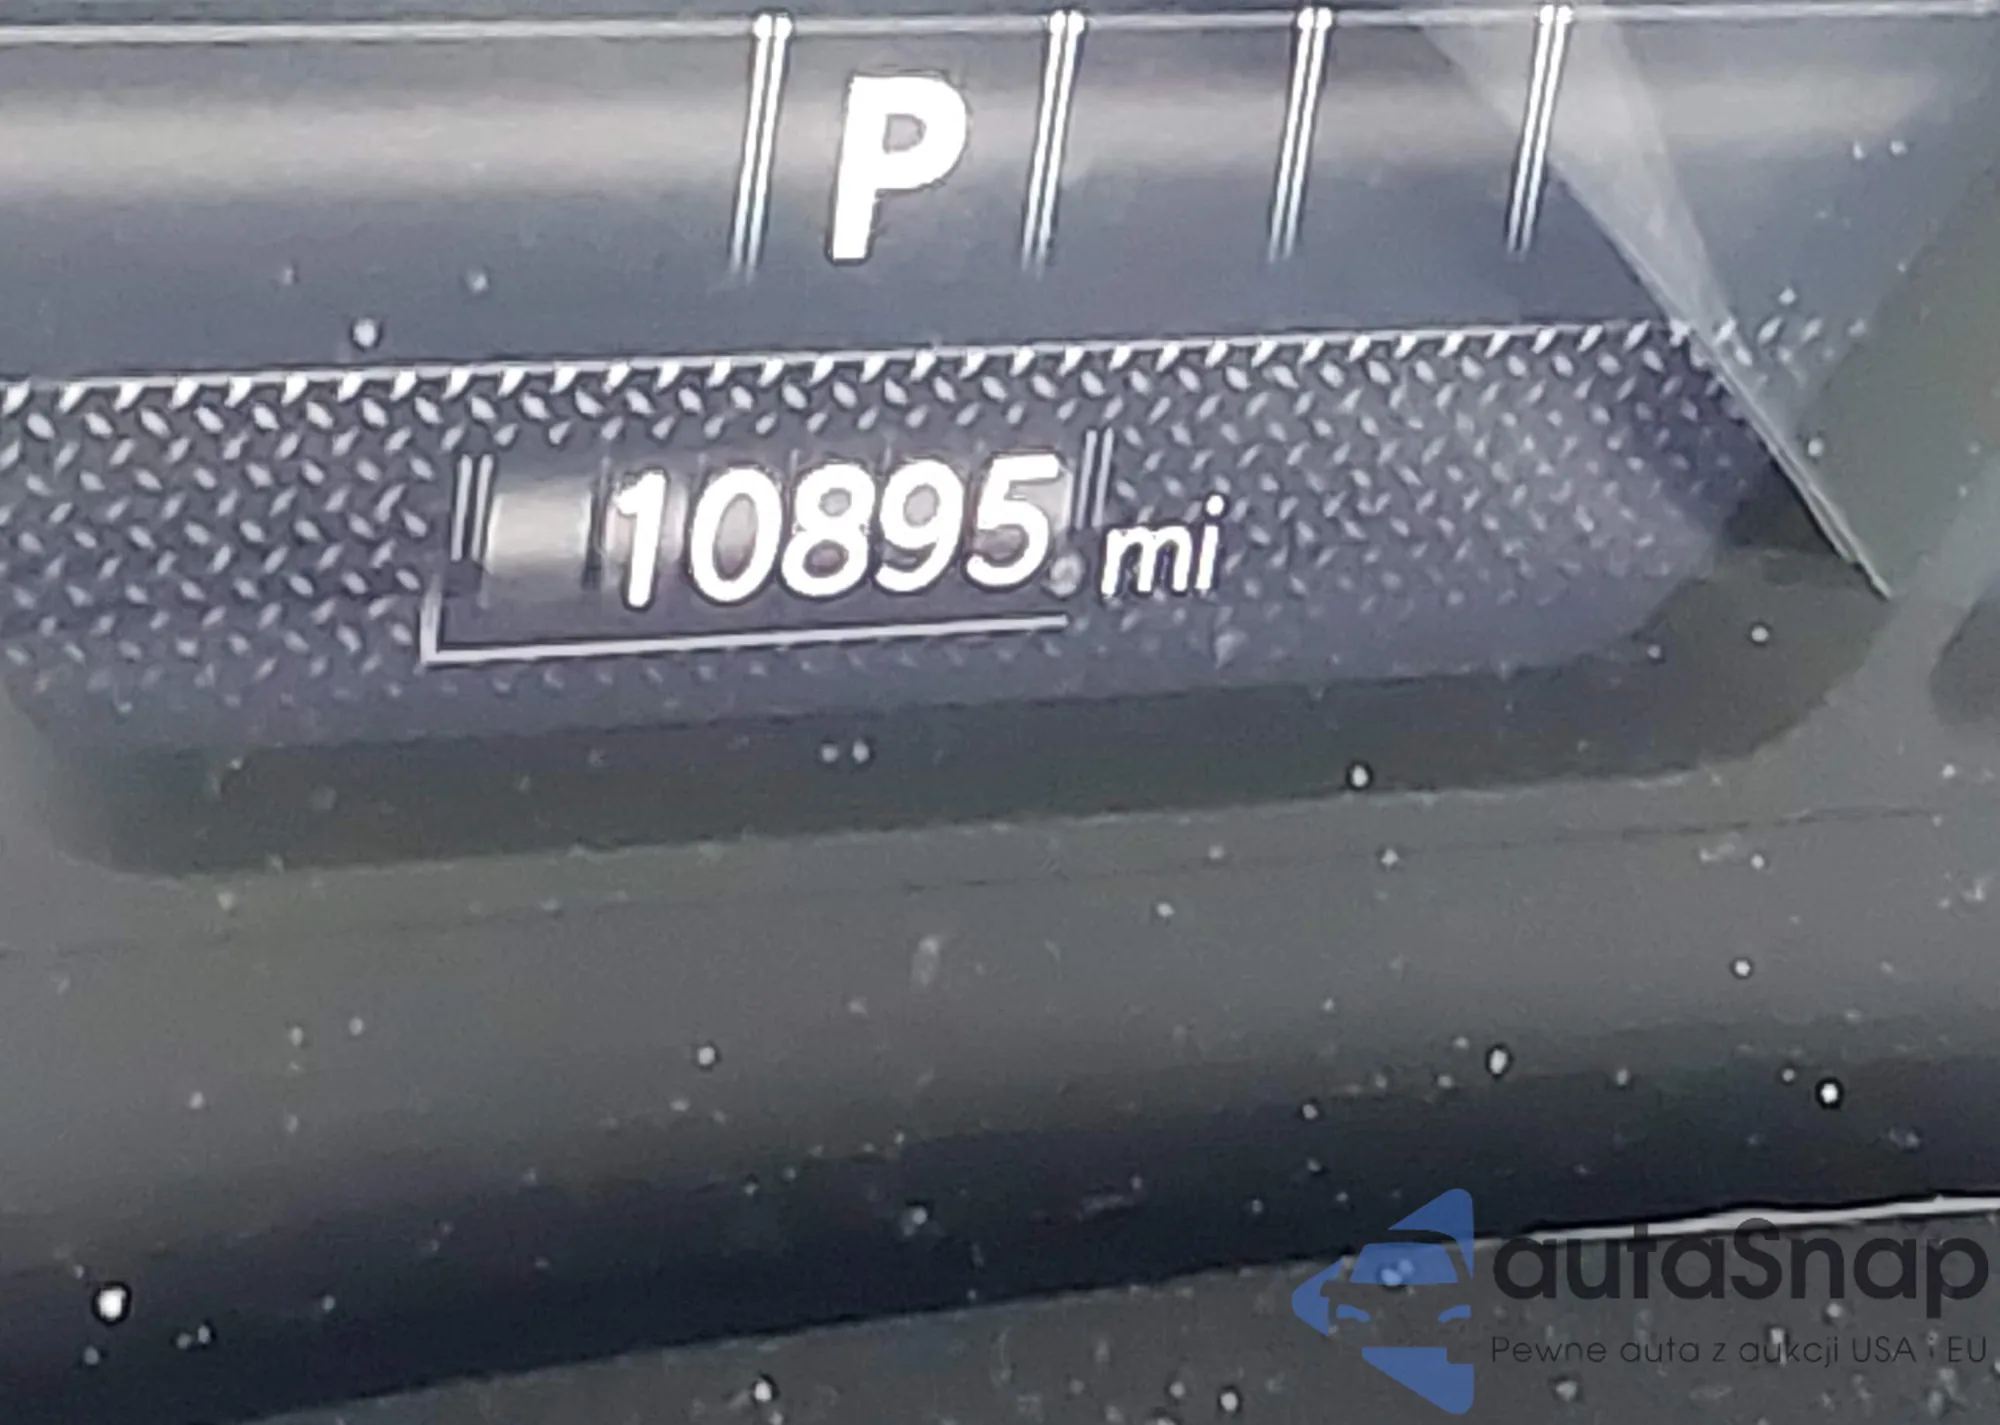 P
10895 mi
autaSnap
Pewne auta z aukcji USA i EU